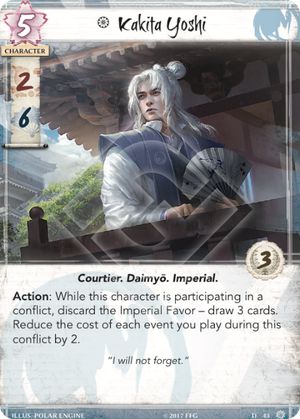 5
Kakita Yoshi
CHARACTER
2
6
3
Courtier. Daimyō. Imperial.
Action: While this character is participating in a
conflict, discard the Imperial Favor – draw 3 cards.
Reduce the cost of each event you play during this
conflict by 2.
"I will not forget."
ILLUS: POLAR ENGINE
© 2017 FFG
D 43